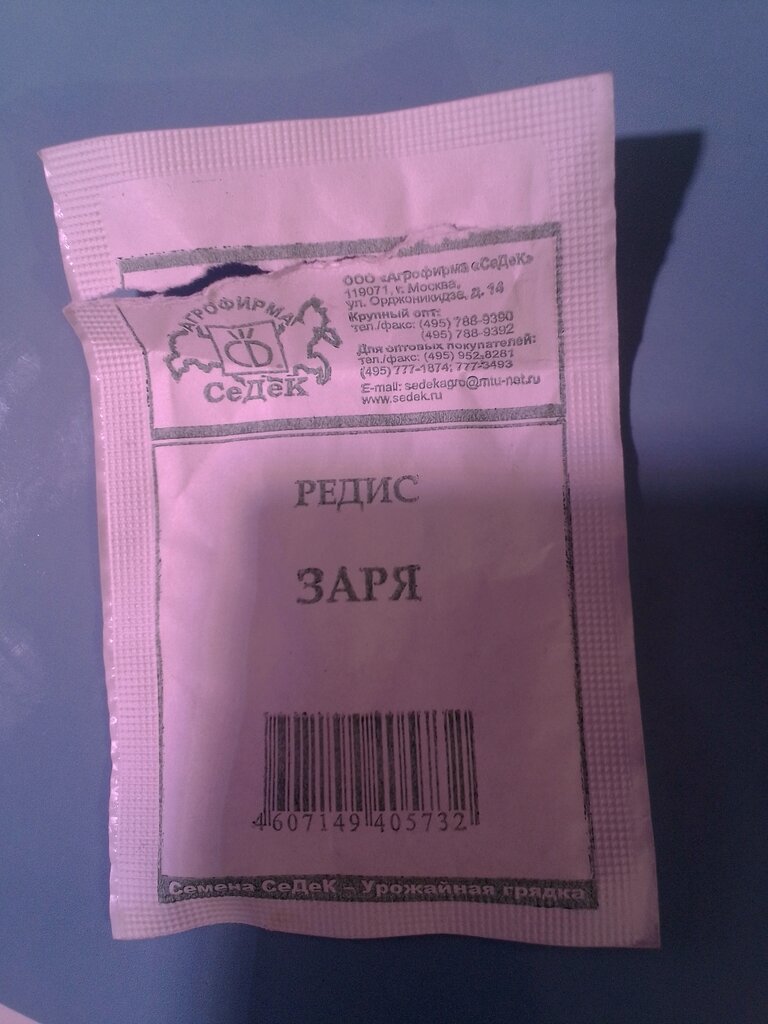 АГРОФИРМА
СеДеК
ООО «Агрофирма «СеДеК»
119071, г. Москва,
ул. Орджоникидзе, д. 14
Крупный опт:
тел./факс: (495) 788-9390
(495) 788-9392
Для оптовых покупателей:
тел./факс: (495) 952-8281
(495) 777-1874; 777-3493
E-mail: sedekagro@mtu-net.ru
www.sedek.ru
РЕДИС
ЗАРЯ
4 607149 405732
Семена СеДеК – Урожайная грядка